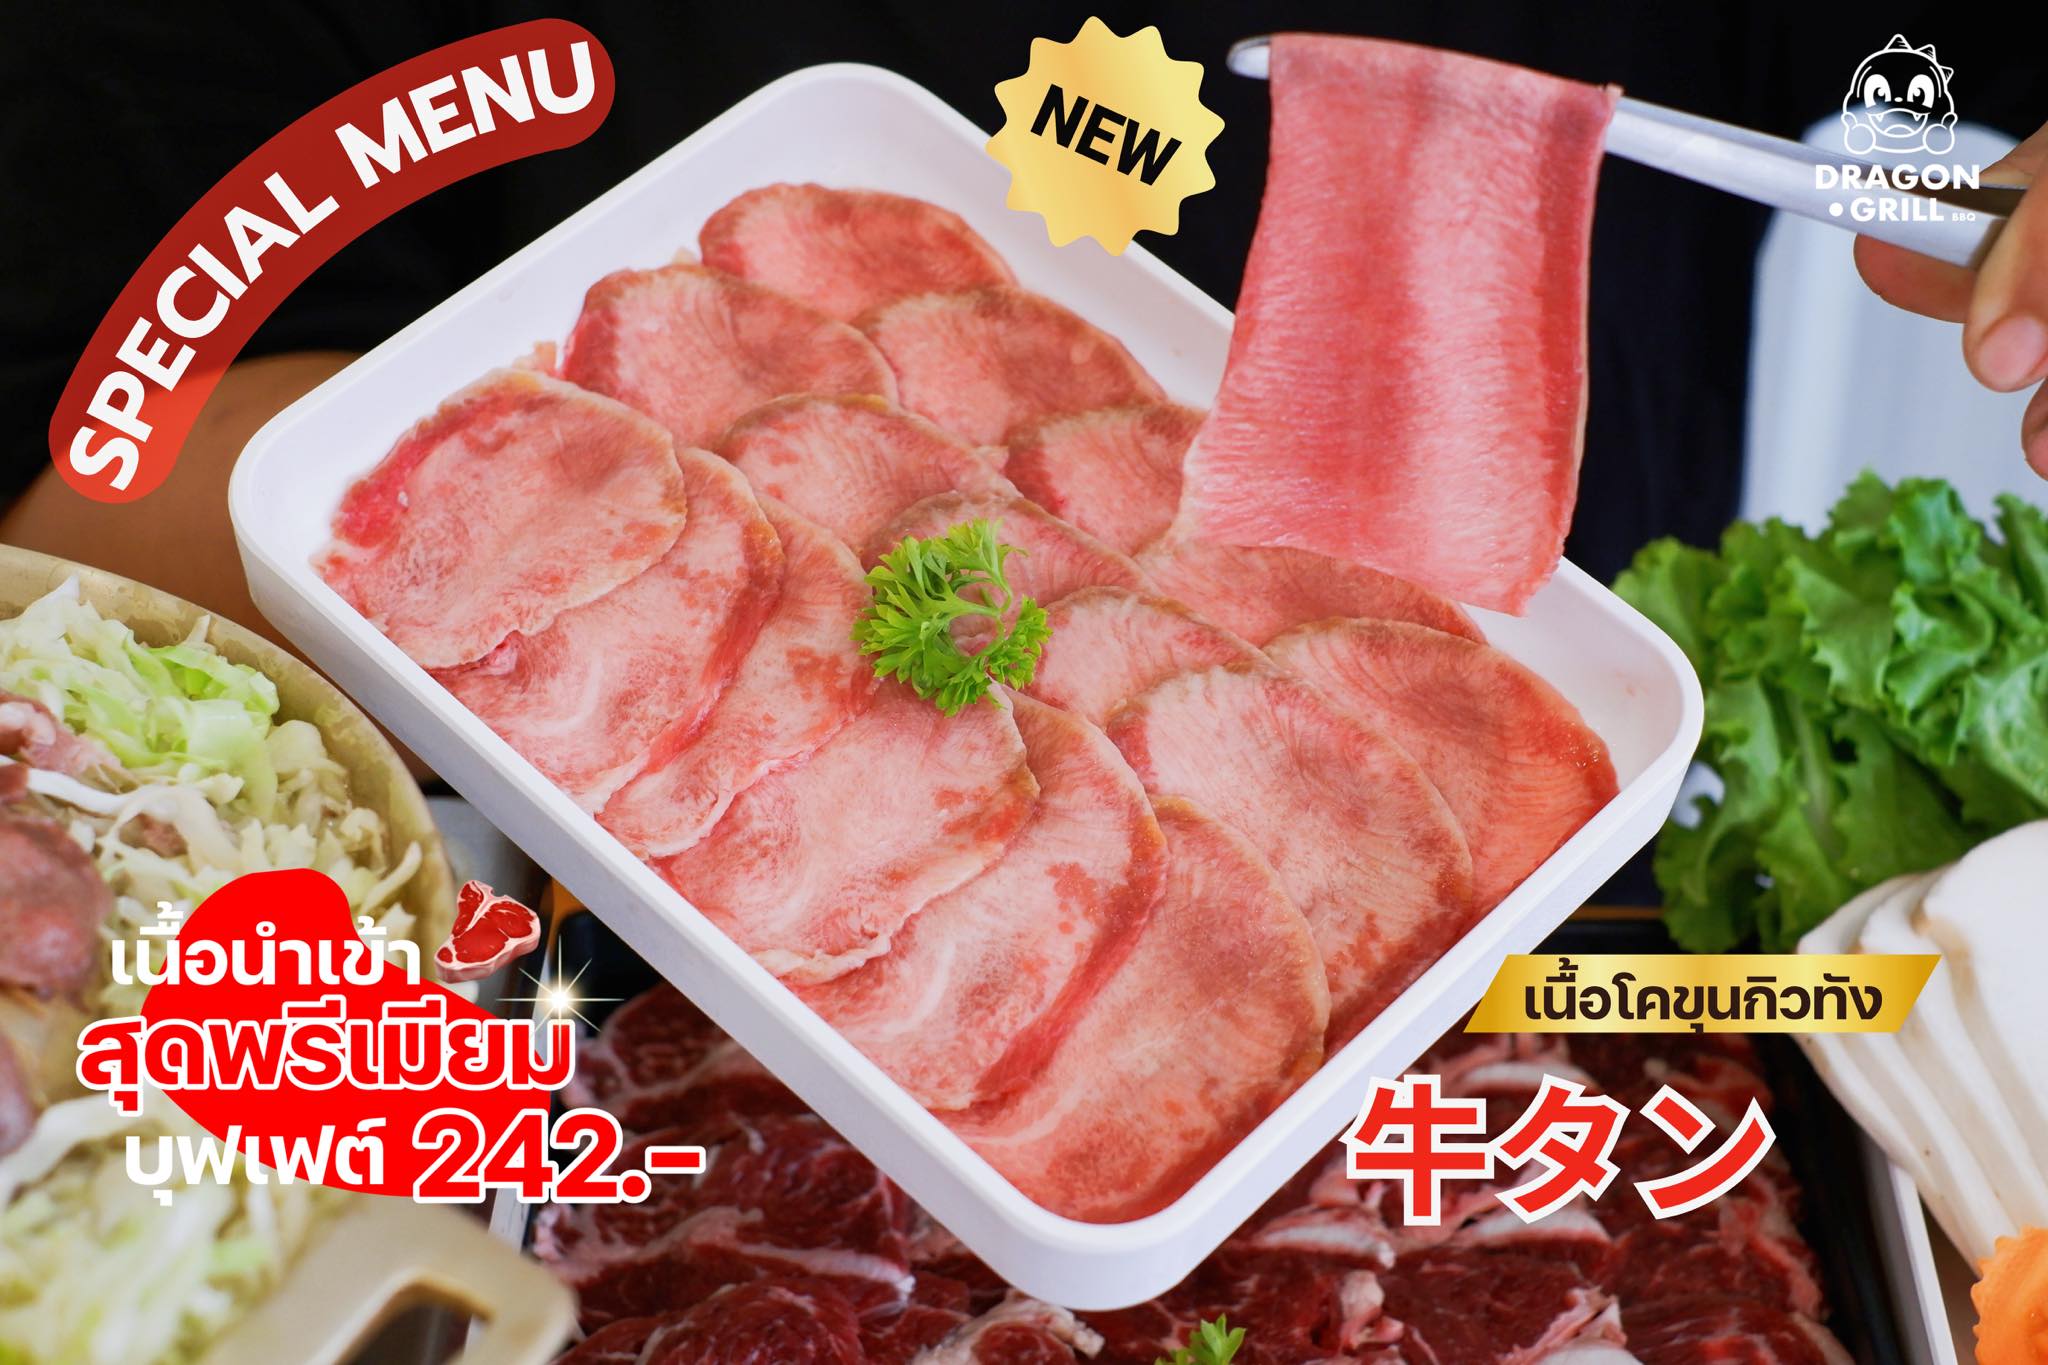 SPECIAL MENU
NEW
DRAGON
•GRILL BBQ
เนื้อนำเข้า
สุดพรีเมียม
บุฟเฟต์ 242.-
เนื้อโคขุนกิวทัง
牛タン